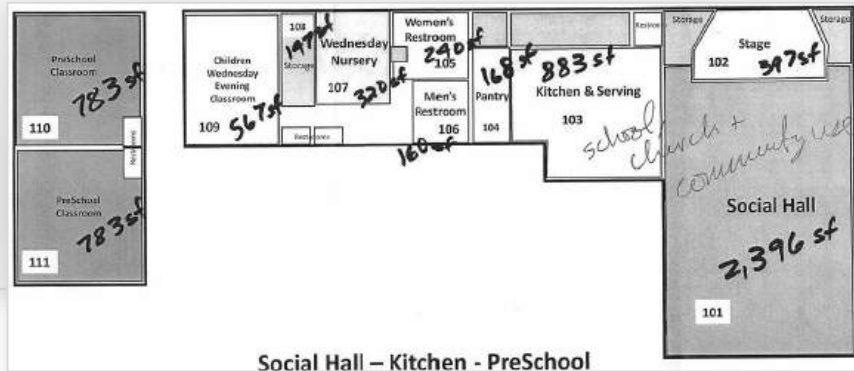 PreSchool
Classroom
783 sf
110
Restrooms
PreSchool
Classroom
783 sf
111
Children
Wednesday
Evening
Classroom
109
567 sf
108
197 sf
Storage
Wednesday
Nursery
107
320 sf
Restrooms
Women's
Restroom
240 sf
105
Men's
Restroom
106
160 sf
168 sf
Pantry
104
883 sf
Kitchen & Serving
103
school,
church +
community use
Restroom
Storage
Stage
102
397 sf
Storage
Social Hall
2,396 sf
101
Social Hall – Kitchen - PreSchool